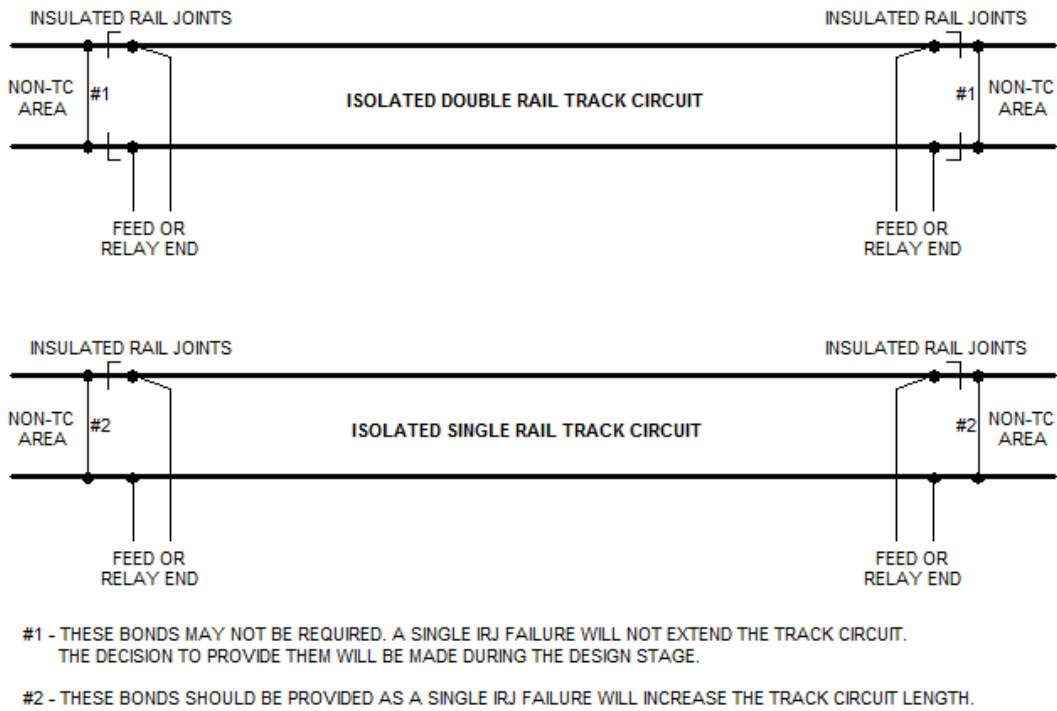 INSULATED RAIL JOINTS
INSULATED RAIL JOINTS
NON-TC
AREA
#1
ISOLATED DOUBLE RAIL TRACK CIRCUIT
#1
NON-TC
AREA
FEED OR
RELAY END
FEED OR
RELAY END
INSULATED RAIL JOINTS
INSULATED RAIL JOINTS
NON-TC
AREA
#2
ISOLATED SINGLE RAIL TRACK CIRCUIT
#2
NON-TC
AREA
FEED OR
RELAY END
FEED OR
RELAY END
#1 - THESE BONDS MAY NOT BE REQUIRED. A SINGLE IRJ FAILURE WILL NOT EXTEND THE TRACK CIRCUIT.
THE DECISION TO PROVIDE THEM WILL BE MADE DURING THE DESIGN STAGE.
#2 - THESE BONDS SHOULD BE PROVIDED AS A SINGLE IRJ FAILURE WILL INCREASE THE TRACK CIRCUIT LENGTH.